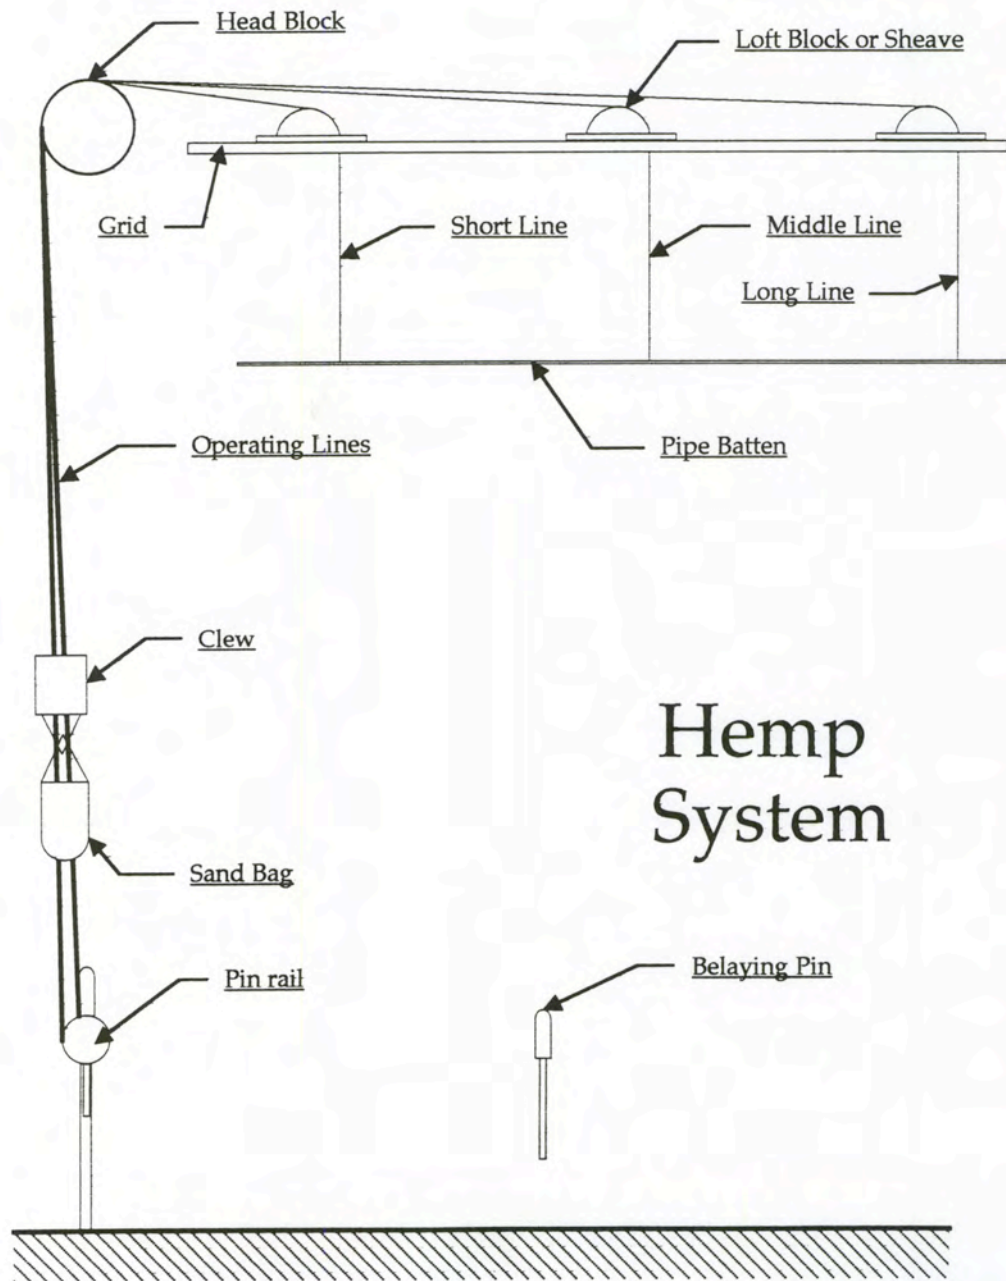 Head Block
Loft Block or Sheave
Grid
Short Line
Middle Line
Long Line
Operating Lines
Pipe Batten
Clew
Hemp
System
Sand Bag
Pin rail
Belaying Pin